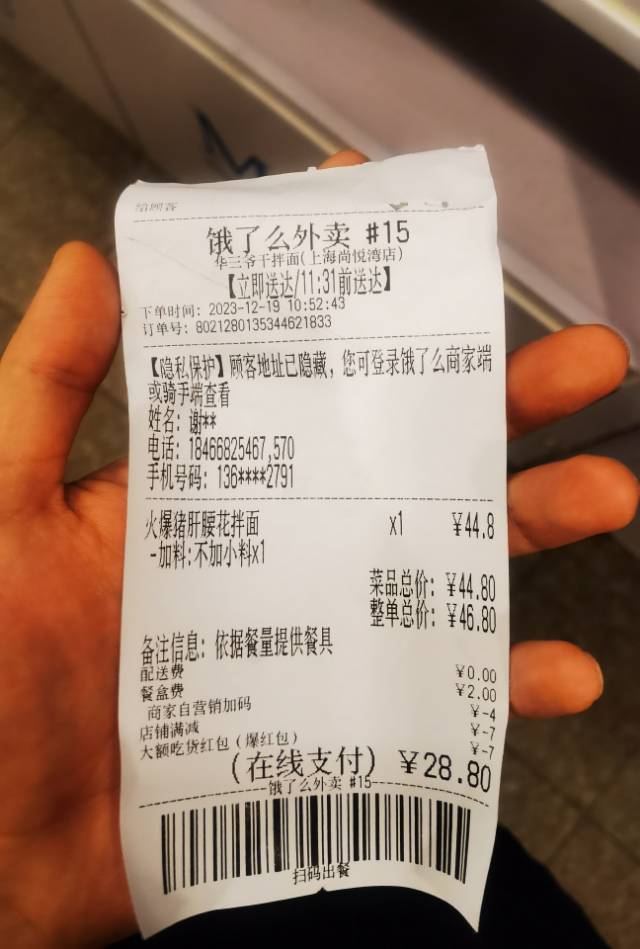 给顾客
饿了么外卖 #15
华三爷干拌面(上海尚悦湾店)
【立即送达/11:31前送达】
下单时间: 2023-12-19 10:52:43
订单号: 8021280135344621833
【隐私保护】顾客地址已隐藏, 您可登录饿了么商家端
或骑手端查看
姓名: 谢**
电话: 18466825467,570
手机号码: 136****2791
火爆猪肝腰花拌面 x1 ￥44.8
-加料:不加小料x1
菜品总价: ￥44.80
整单总价: ￥46.80
备注信息: 依据餐量提供餐具
配送费 ￥0.00
餐盒费 ￥2.00
商家自营销加码 ￥-4
店铺满减 ￥-7
大额吃货红包(爆红包) ￥-7
(在线支付) ￥28.80
饿了么外卖 #15
扫码出餐